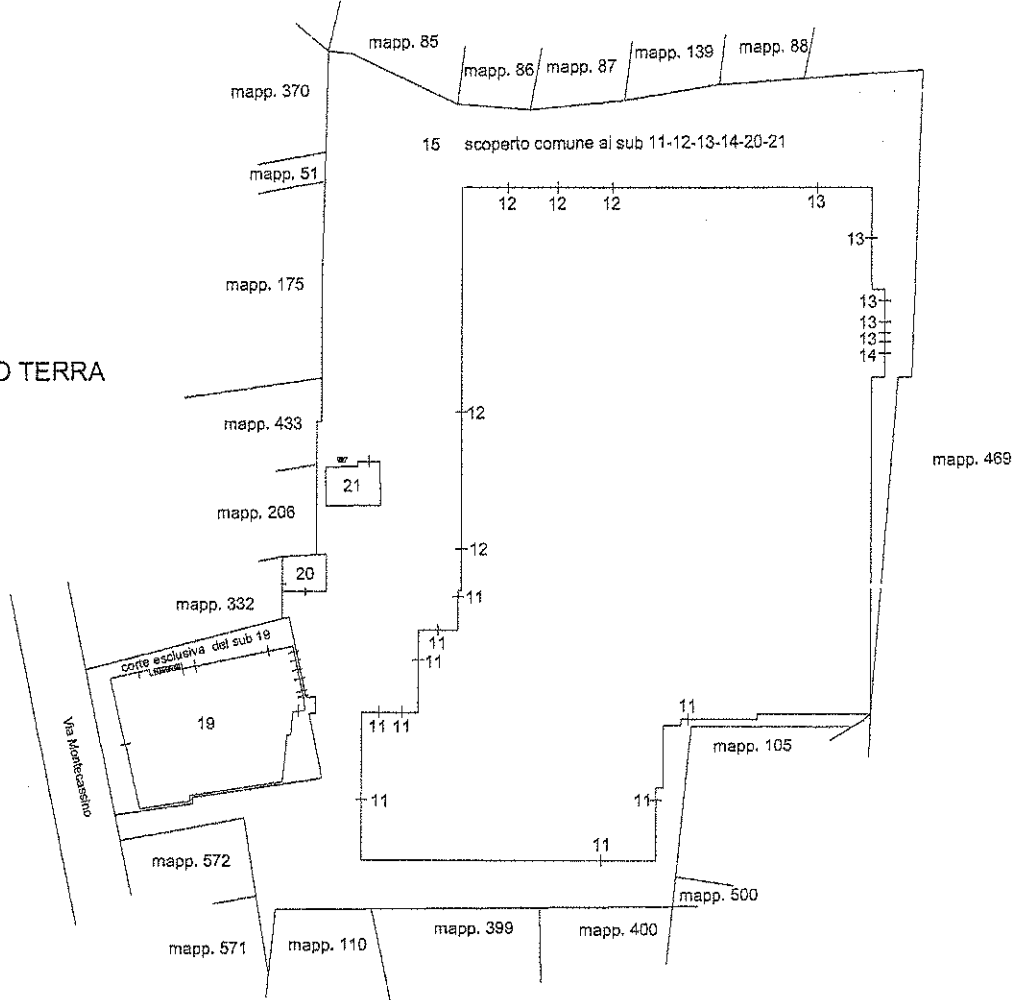 mapp. 85
mapp. 86
mapp. 87
mapp. 139
mapp. 88
mapp. 370
15 scoperto comune ai sub 11-12-13-14-20-21
mapp. 51
12
12
12
13
13
mapp. 175
13
13
13
14
O TERRA
12
mapp. 433
mapp. 469
21
mapp. 206
12
20
11
mapp. 332
11
corte esclusiva del sub 19
11
19
11 11
11
Via Montecassino
mapp. 105
11
11
11
mapp. 572
mapp. 500
mapp. 571
mapp. 110
mapp. 399
mapp. 400